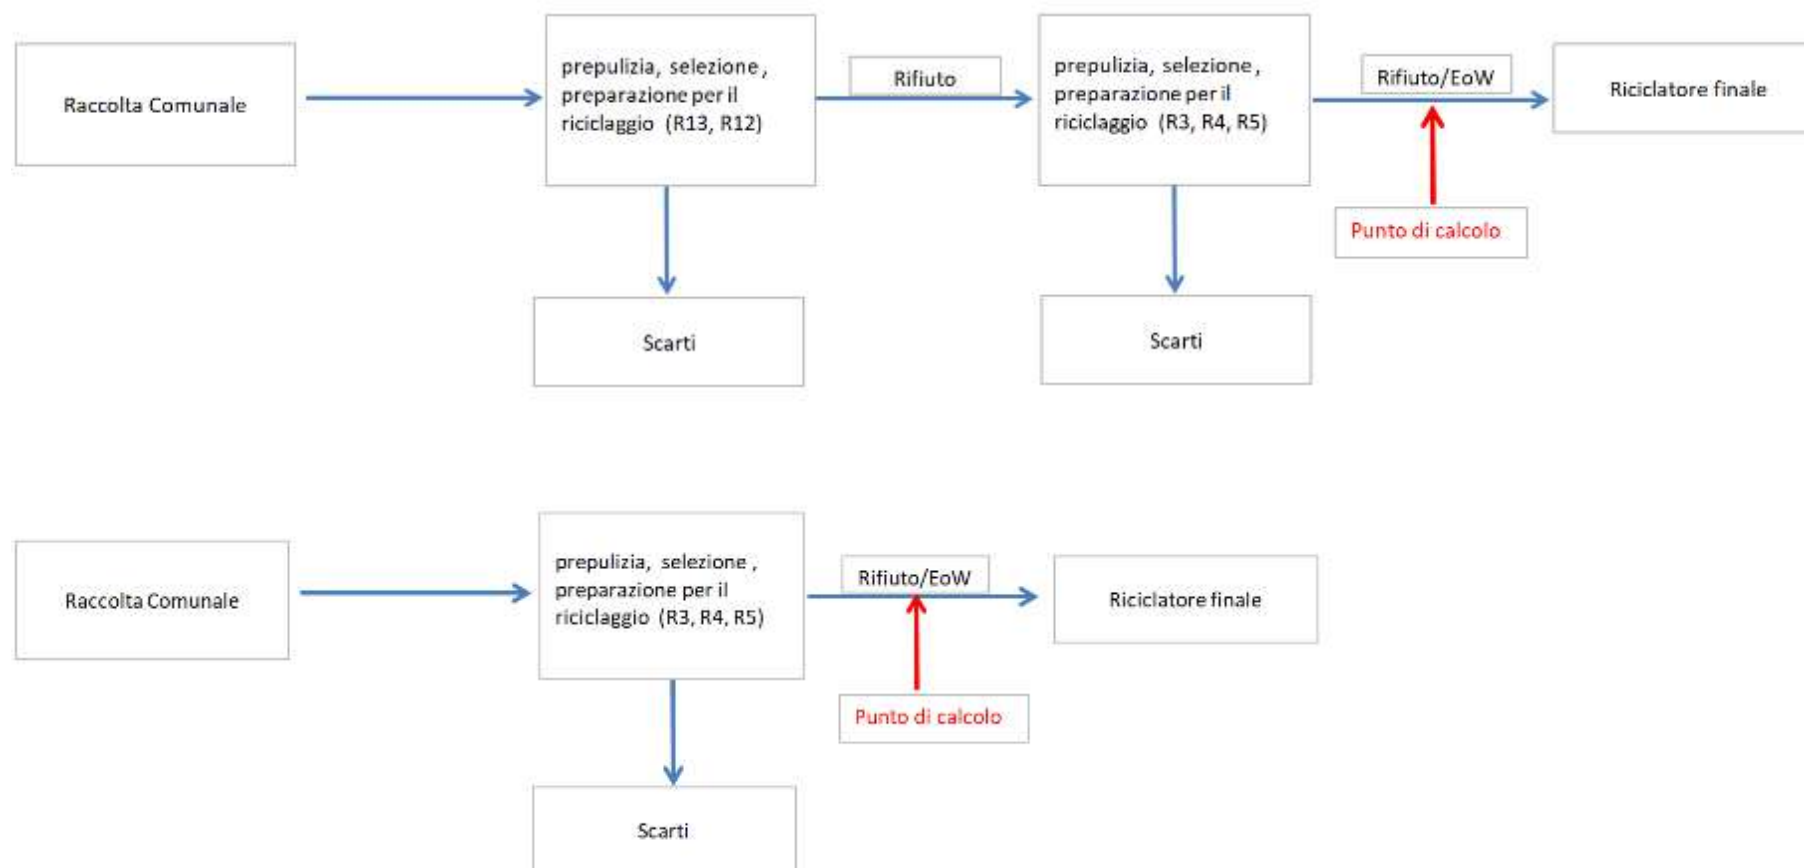 Raccolta Comunale
prepulizia, selezione ,
preparazione per il
riciclaggio (R13, R12)
Rifiuto
prepulizia, selezione ,
preparazione per il
riciclaggio (R3, R4, R5)
Rifiuto/EoW
Riciclatore finale
Punto di calcolo
Scarti
Scarti
Raccolta Comunale
prepulizia, selezione ,
preparazione per il
riciclaggio (R3, R4, R5)
Rifiuto/EoW
Riciclatore finale
Punto di calcolo
Scarti